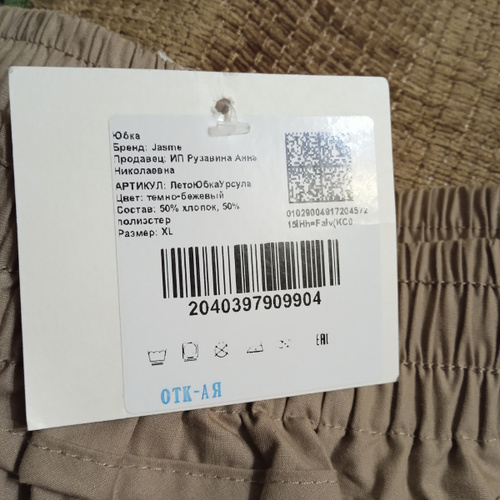 Юбка
Бренд: Jasme
Продавец: ИП Рузавина Анна
Николаевна
АРТИКУЛ: ЛетоЮбкаУрсула
Цвет: темно-бежевый
Состав: 50% хлопок, 50%
полиэстер
Размер: XL
2040397909904
EAC
ОТК-АЯ